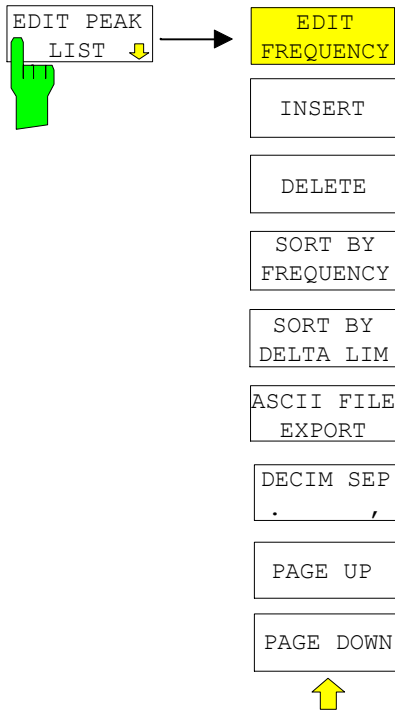 EDIT PEAK
LIST
EDIT
FREQUENCY
INSERT
DELETE
SORT BY
FREQUENCY
SORT BY
DELTA LIM
ASCII FILE
EXPORT
DECIM SEP
. ,
PAGE UP
PAGE DOWN